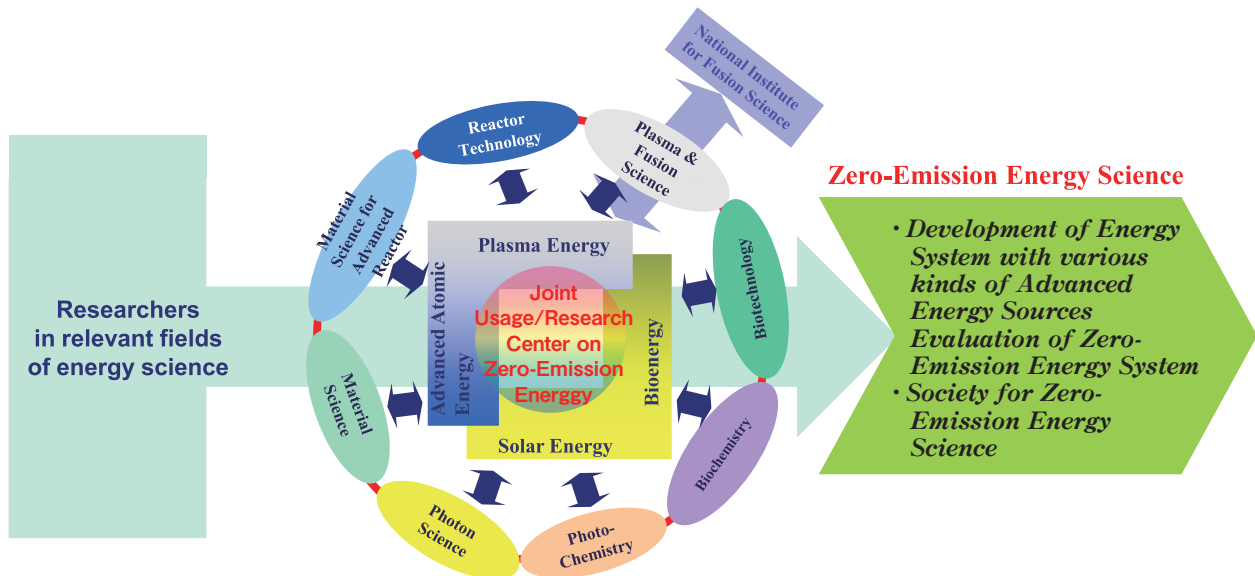 Researchers
in relevant fields
of energy science
Reactor
Technology
Plasma &
Fusion
Science
National Institute
for Fusion Science
Material
Science for
Advanced
Reactor
Biotechnology
Material
Science
Biochemistry
Photon
Science
Photo-
Chemistry
Plasma Energy
Advanced Atomic
Energy
Bioenergy
Solar Energy
Joint
Usage/Research
Center on
Zero-Emission
Energgy
Zero-Emission Energy Science
・Development of Energy
System with various
kinds of Advanced
Energy Sources
Evaluation of Zero-
Emission Energy System
・Society for Zero-
Emission Energy
Science